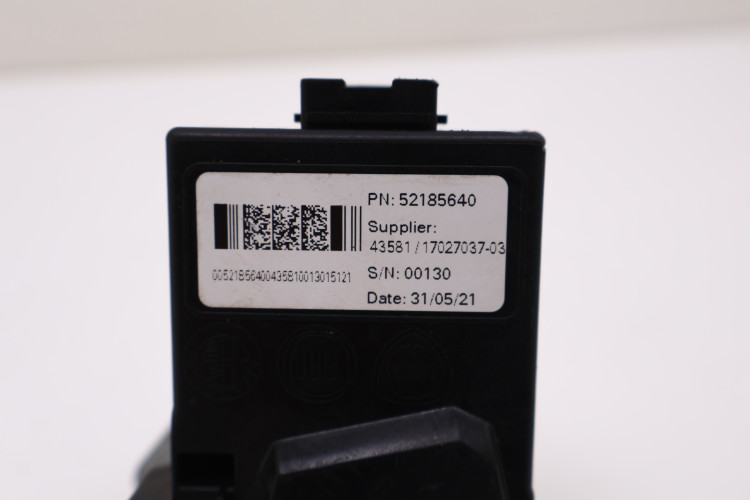 PN: 52185640
Supplier:
43581 / 17027037-03
S/N: 00130
Date: 31/05/21
00521856400435810013015121